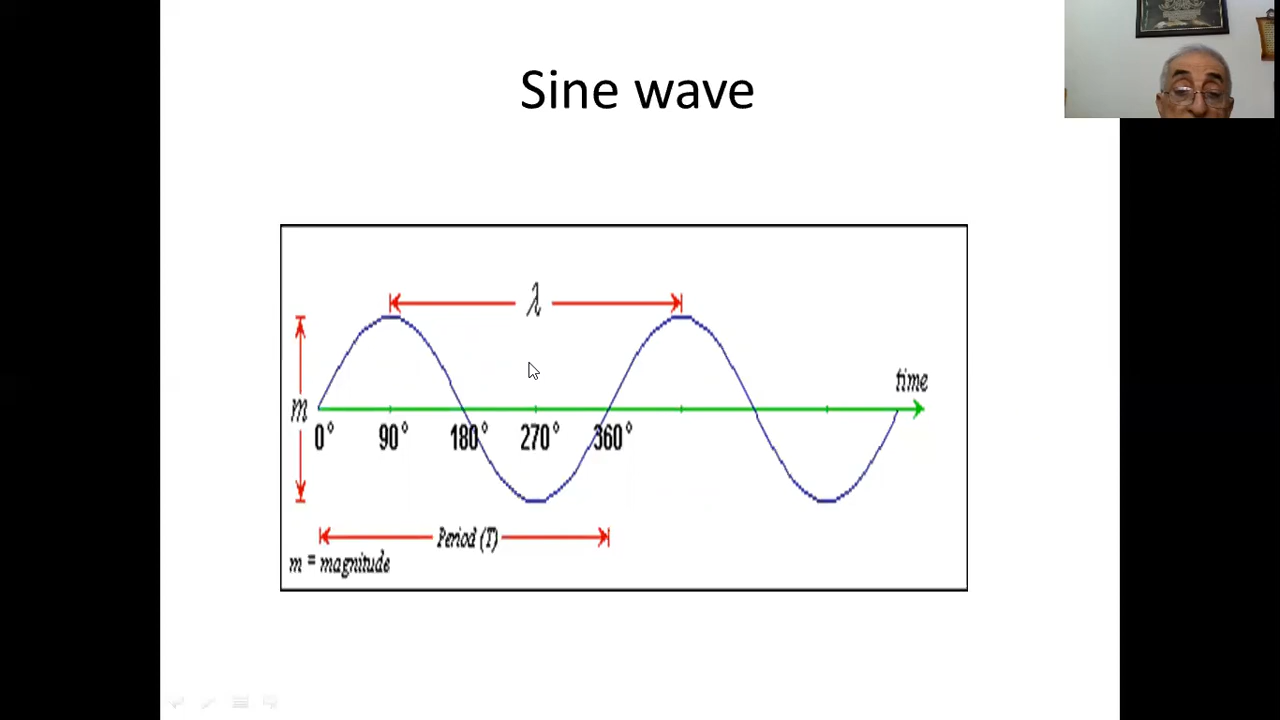 Sine wave
λ
time
m
0° 90° 180° 270° 360°
Period (T)
m = magnitude